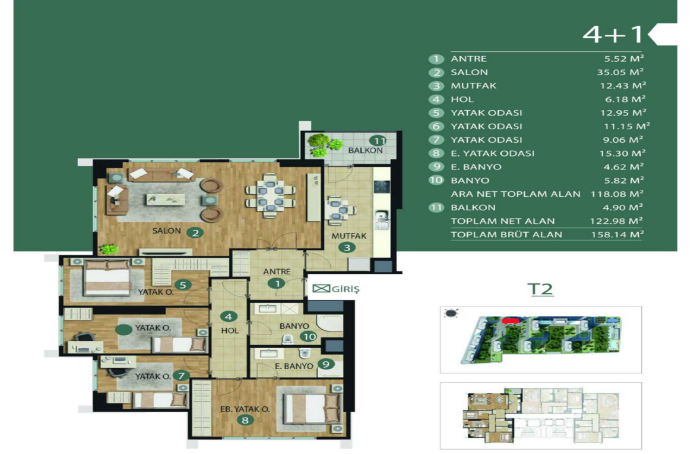 4+1
1 ANTRE 5.52 M²
2 SALON 35.05 M²
3 MUTFAK 12.43 M²
4 HOL 6.18 M²
5 YATAK ODASI 12.95 M²
6 YATAK ODASI 11.15 M²
7 YATAK ODASI 9.06 M²
8 E. YATAK ODASI 15.30 M²
9 E. BANYO 4.62 M²
10 BANYO 5.82 M²
ARA NET TOPLAM ALAN 118.08 M²
11 BALKON 4.90 M²
TOPLAM NET ALAN 122.98 M²
TOPLAM BRÜT ALAN 158.14 M²
11
BALKON
SALON 2
MUTFAK
3
ANTRE
1
GİRİŞ
5
YATAK O.
4
HOL
YATAK O.
BANYO
10
E. BANYO 9
YATAK O. 7
EB. YATAK O.
8
T2